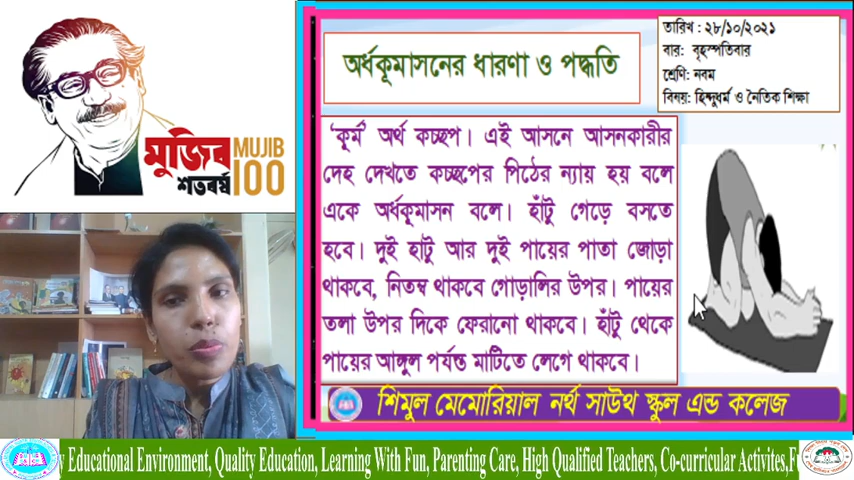 মুজিব
শতবর্ষ
MUJIB
100
অর্ধকূমাসনের ধারণা ও পদ্ধতি
তারিখ : ২৮/১০/২০২১
বার: বৃহস্পতিবার
শ্রেণি: নবম
বিষয়: হিন্দুধর্ম ও নৈতিক শিক্ষা
‘কূর্ম’ অর্থ কচ্ছপ। এই আসনে আসনকারীর
দেহ দেখতে কচ্ছপের পিঠের ন্যায় হয় বলে
একে অর্ধকূমাসন বলে। হাঁটু গেড়ে বসতে
হবে। দুই হাটু আর দুই পায়ের পাতা জোড়া
থাকবে, নিতম্ব থাকবে গোড়ালির উপর। পায়ের
তলা উপর দিকে ফেরানো থাকবে। হাঁটু থেকে
পায়ের আঙ্গুল পর্যন্ত মাটিতে লেগে থাকবে।
শিমুল মেমোরিয়াল নর্থ সাউথ স্কুল এন্ড কলেজ
y Educational Environment, Quality Education, Learning With Fun, Parenting Care, High Qualified Teachers, Co-curricular Activites,F